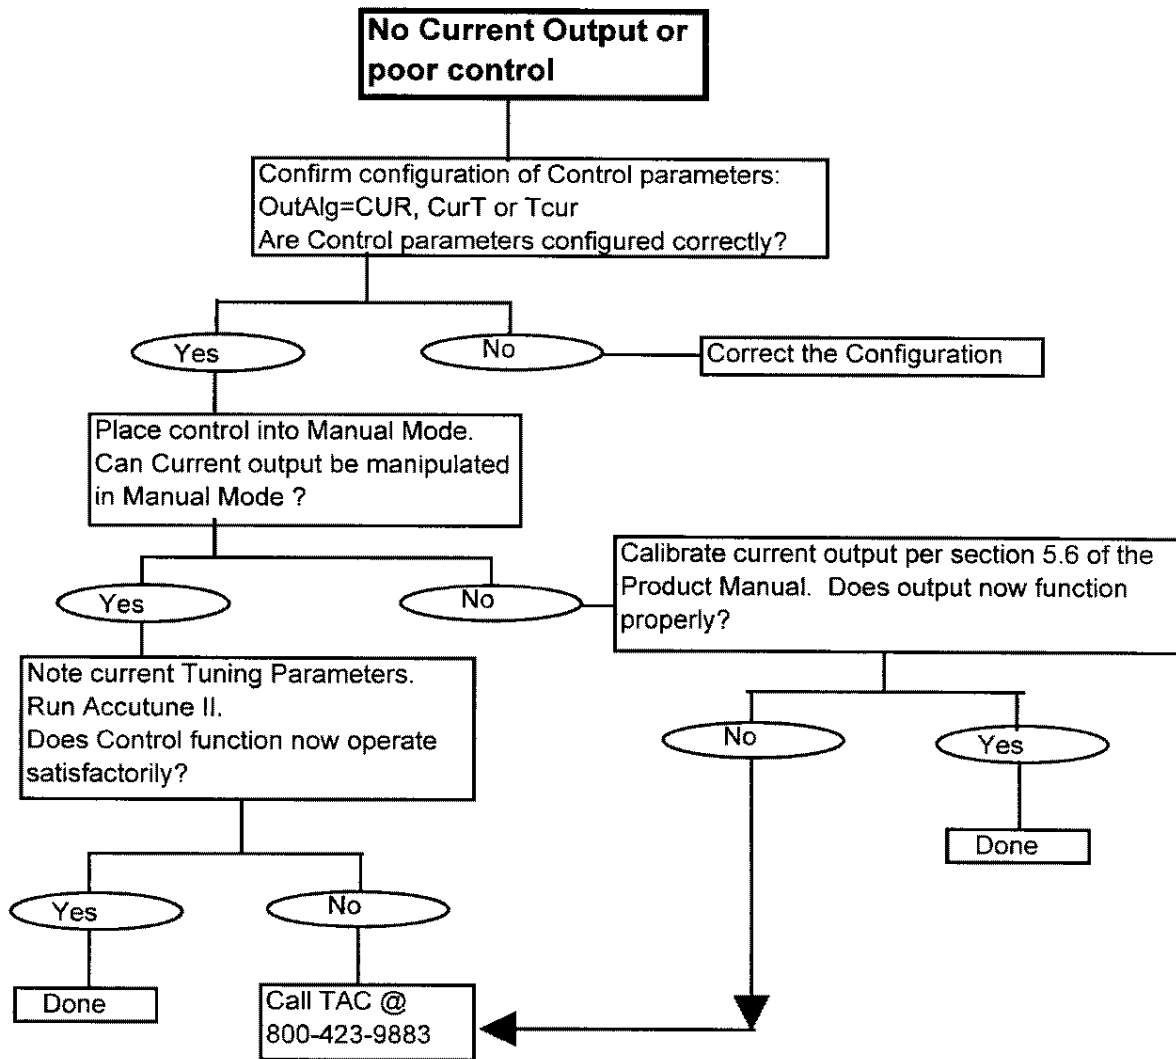 No Current Output or
poor control
Confirm configuration of Control parameters:
OutAlg=CUR, CurT or Tcur
Are Control parameters configured correctly?
Yes
No
Correct the Configuration
Place control into Manual Mode.
Can Current output be manipulated
in Manual Mode ?
Yes
No
Calibrate current output per section 5.6 of the
Product Manual. Does output now function
properly?
Note current Tuning Parameters.
Run Accutune II.
Does Control function now operate
satisfactorily?
No
Yes
Done
Yes
No
Done
Call TAC @
800-423-9883